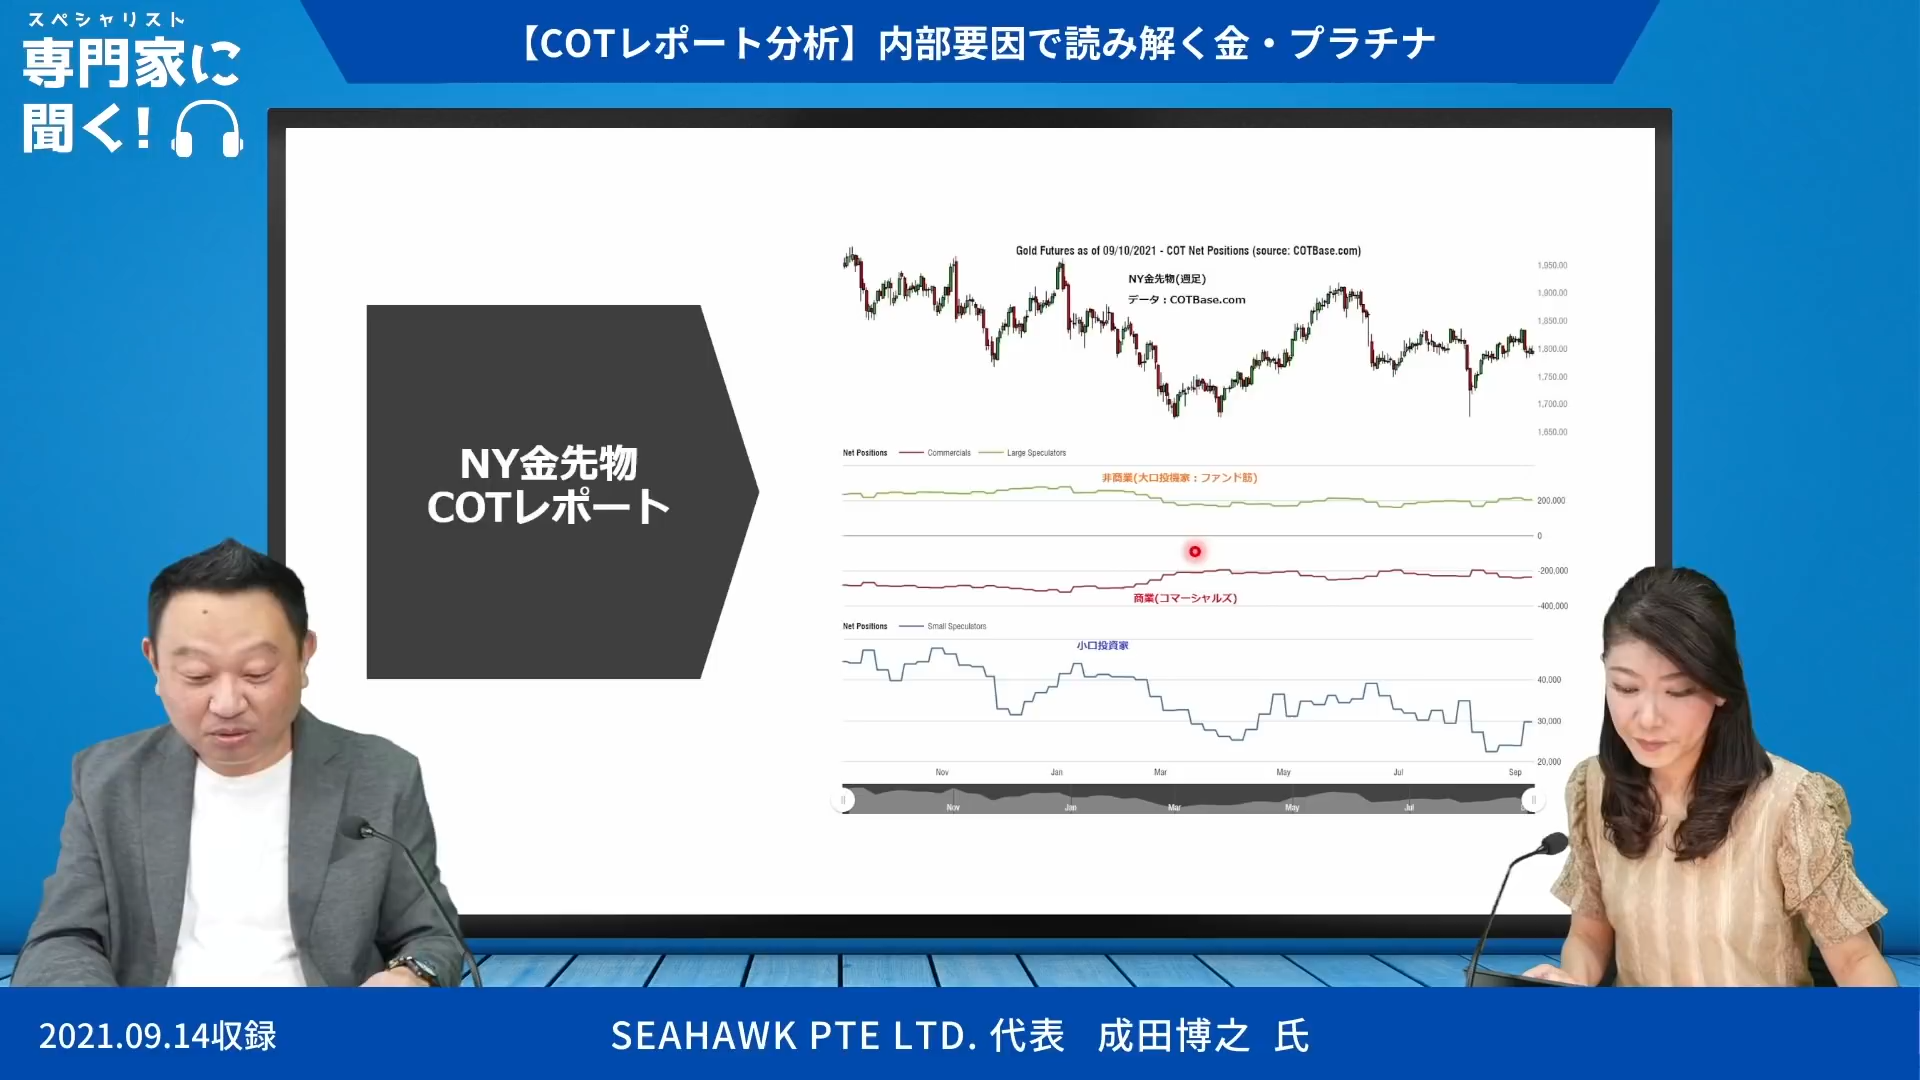 スペシャリスト
専門家に
聞く!
【COTレポート分析】内部要因で読み解く金・プラチナ
NY金先物
COTレポート
Gold Futures as of 09/10/2021 - COT Net Positions (source: COTBase.com)
NY金先物(週足)
データ：COTBase.com
1,950.00
1,900.00
1,850.00
1,800.00
1,750.00
1,700.00
1,650.00
Net Positions Commercials Large Speculators
非商業(大口投機家：ファンド筋)
200,000
0
-200,000
商業(コマーシャルズ)
-400,000
Net Positions Small Speculators
小口投資家
40,000
30,000
20,000
Nov Jan Mar May Jul Sep
Nov Jan Mar May Jul
2021.09.14収録
SEAHAWK PTE LTD. 代表 成田博之 氏